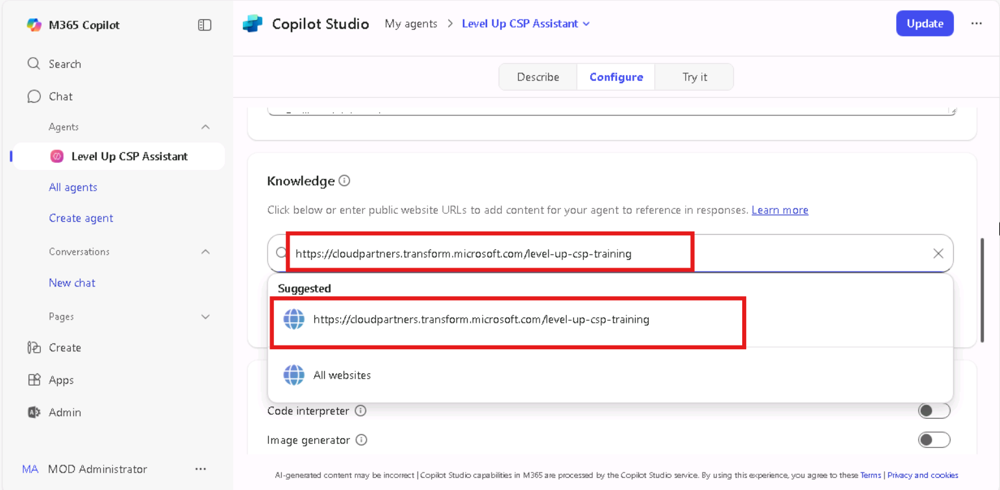 M365 Copilot
Search
Chat
Agents
Level Up CSP Assistant
All agents
Create agent
Conversations
New chat
Pages
Create
Apps
Admin
MA MOD Administrator
Copilot Studio My agents > Level Up CSP Assistant
Update
Describe Configure Try it
Knowledge
Click below or enter public website URLs to add content for your agent to reference in responses. Learn more
https://cloudpartners.transform.microsoft.com/level-up-csp-training
Suggested
https://cloudpartners.transform.microsoft.com/level-up-csp-training
All websites
Code interpreter
Image generator
AI-generated content may be incorrect | Copilot Studio capabilities in M365 are processed by the Copilot Studio service. By using this experience, you agree to these Terms | Privacy and cookies